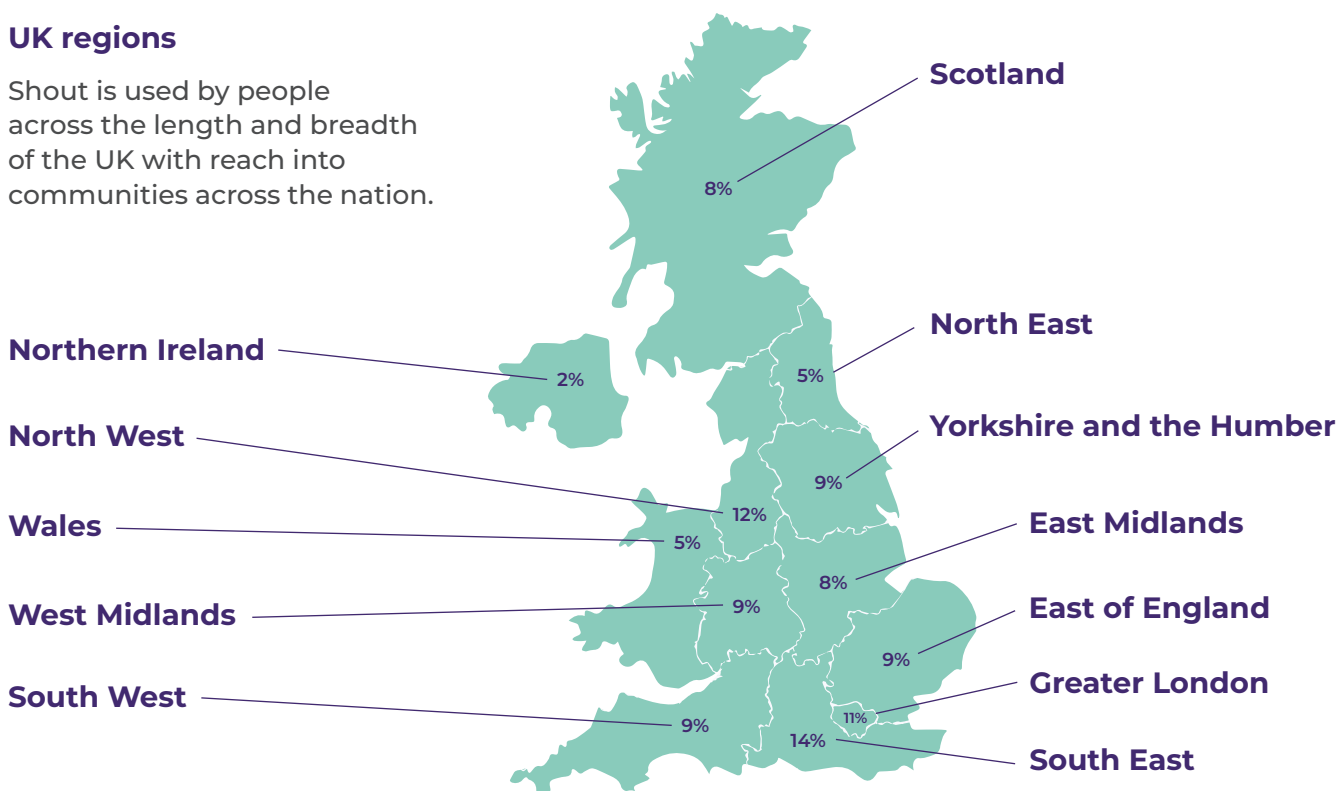 UK regions
Shout is used by people
across the length and breadth
of the UK with reach into
communities across the nation.
Scotland
8%
North East
5%
Northern Ireland
2%
North West
12%
Yorkshire and the Humber
9%
Wales
5%
East Midlands
8%
West Midlands
9%
East of England
9%
Greater London
11%
South West
9%
South East
14%